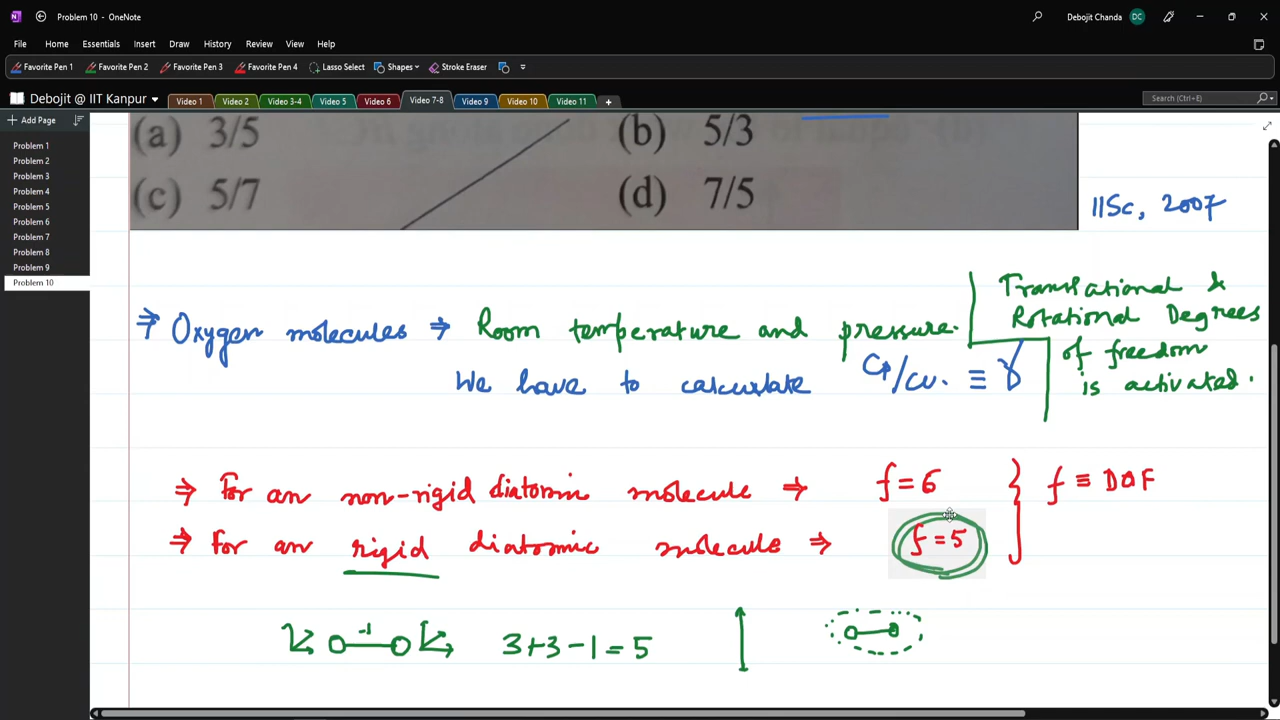 Problem 10 - OneNote
Debojit Chanda DC
File Home Essentials Insert Draw History Review View Help
Favorite Pen 1 Favorite Pen 2 Favorite Pen 3 Favorite Pen 4 Lasso Select Shapes Stroke Eraser
Debojit @ IIT Kanpur Video 1 Video 2 Video 3-4 Video 5 Video 6 Video 7-8 Video 9 Video 10 Video 11 + Search (Ctrl+E)
+ Add Page
Problem 1
Problem 2
Problem 3
Problem 4
Problem 5
Problem 6
Problem 7
Problem 8
Problem 9
Problem 10
(a) 3/5 (b) 5/3
(c) 5/7 (d) 7/5
IISc, 2007
Translational &
Rotational Degrees
of freedom
is activated.
⇒ Oxygen molecules ⇒ Room temperature and pressure.
We have to calculate Cp/Cv. ≡ γ
⇒ For an non-rigid diatomic molecule ⇒ f = 6
⇒ For an rigid diatomic molecule ⇒ f = 5
f ≡ DOF
-1
3+3-1=5